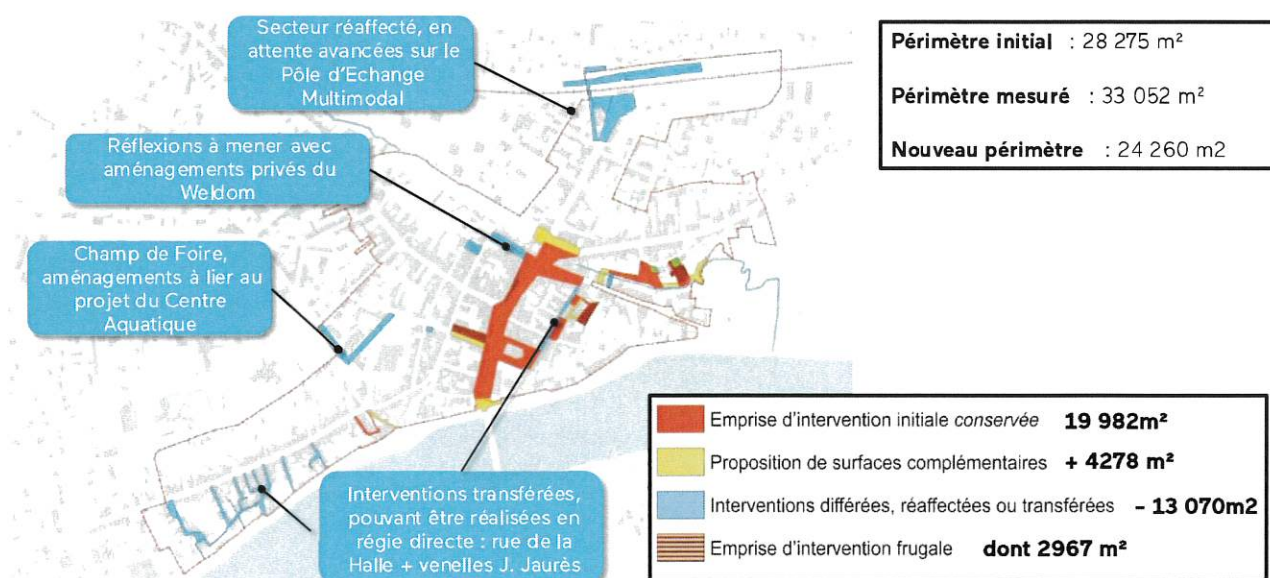 Secteur réaffecté, en
attente avancées sur le
Pôle d'Echange
Multimodal
Réflexions à mener avec
aménagements privés du
Weldom
Champ de Foire,
aménagements à lier au
projet du Centre
Aquatique
Interventions transférées,
pouvant être réalisées en
régie directe : rue de la
Halle + venelles J. Jaurès
Périmètre initial : 28 275 m²
Périmètre mesuré : 33 052 m²
Nouveau périmètre : 24 260 m2
Emprise d'intervention initiale conservée 19 982m²
Proposition de surfaces complémentaires + 4278 m²
Interventions différées, réaffectées ou transférées - 13 070m2
Emprise d'intervention frugale dont 2967 m²